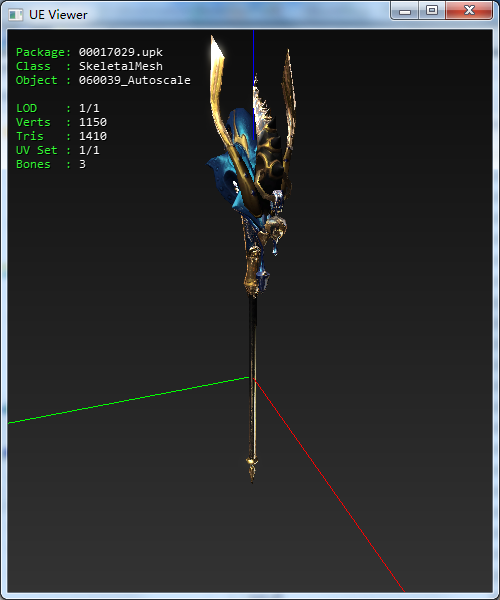 UE Viewer
Package: 00017029.upk
Class  : SkeletalMesh
Object : 060039_Autoscale
LOD    : 1/1
Verts  : 1150
Tris   : 1410
UV Set : 1/1
Bones  : 3